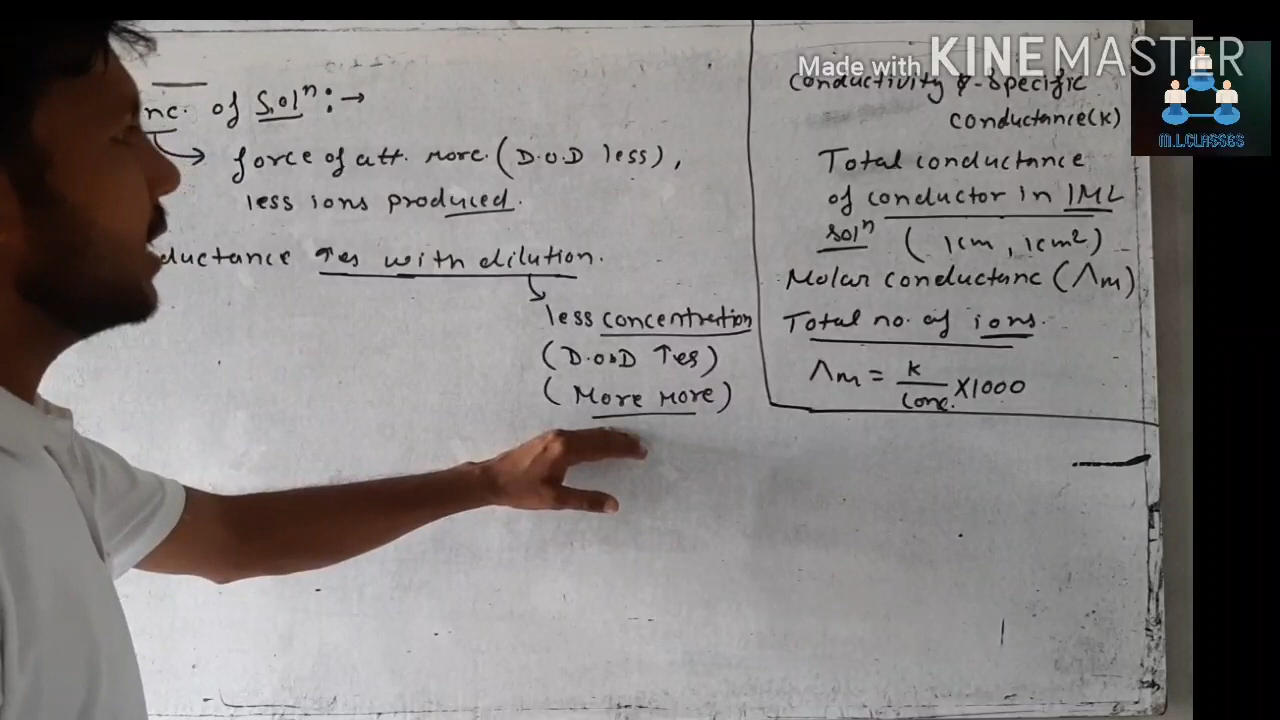 nc. of Solⁿ :→
force of att. more. (D.O.D less),
less ions produced.
ductance ↑es with dilution.
less concentration
(D.O.D ↑es)
(More more)
Made with KINEMASTER
conductivity & Specific
conductance(K)
Total conductance
of conductor in 1ML
solⁿ (1cm, 1cm²)
Molar conductanc (Λm)
Total no. of ions.
Λm = K/Conc. X1000
M.L.CLASSES